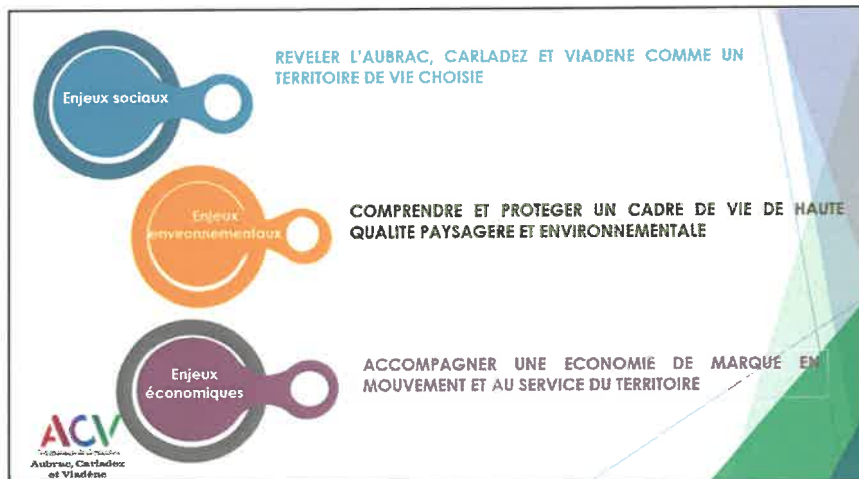 REVELER L'AUBRAC, CARLADEZ ET VIADENE COMME UN
TERRITOIRE DE VIE CHOISIE
Enjeux sociaux
COMPRENDRE ET PROTEGER UN CADRE DE VIE DE HAUTE
QUALITE PAYSAGERE ET ENVIRONNEMENTALE
Enjeux
environnementaux
ACCOMPAGNER UNE ECONOMIE DE MARQUE EN
MOUVEMENT ET AU SERVICE DU TERRITOIRE
Enjeux
économiques
ACV
Aubrac, Carladez
et Viadène